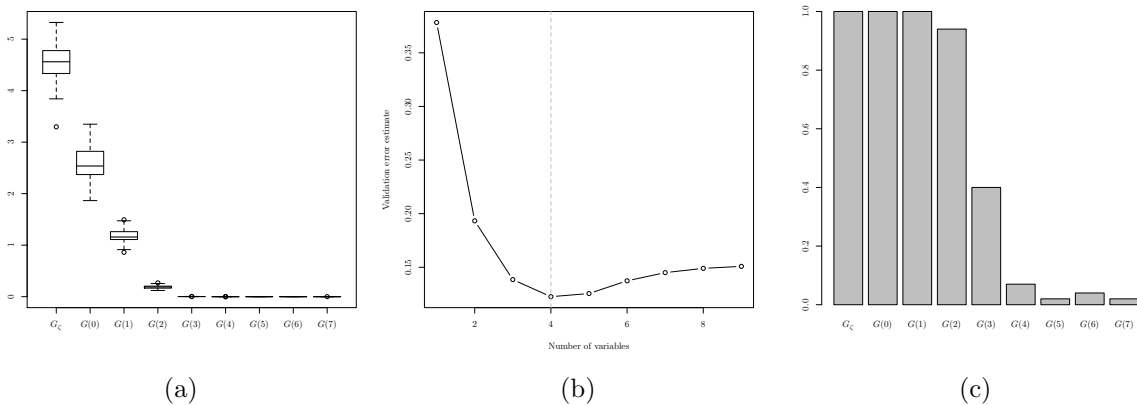 5
4
3
2
1
0
G_ζ G(0) G(1) G(2) G(3) G(4) G(5) G(6) G(7)
(a)
Validation error estimate
0.35
0.30
0.25
0.20
0.15
2 4 6 8
Number of variables
(b)
1.0
0.8
0.6
0.4
0.2
0.0
G_ζ G(0) G(1) G(2) G(3) G(4) G(5) G(6) G(7)
(c)